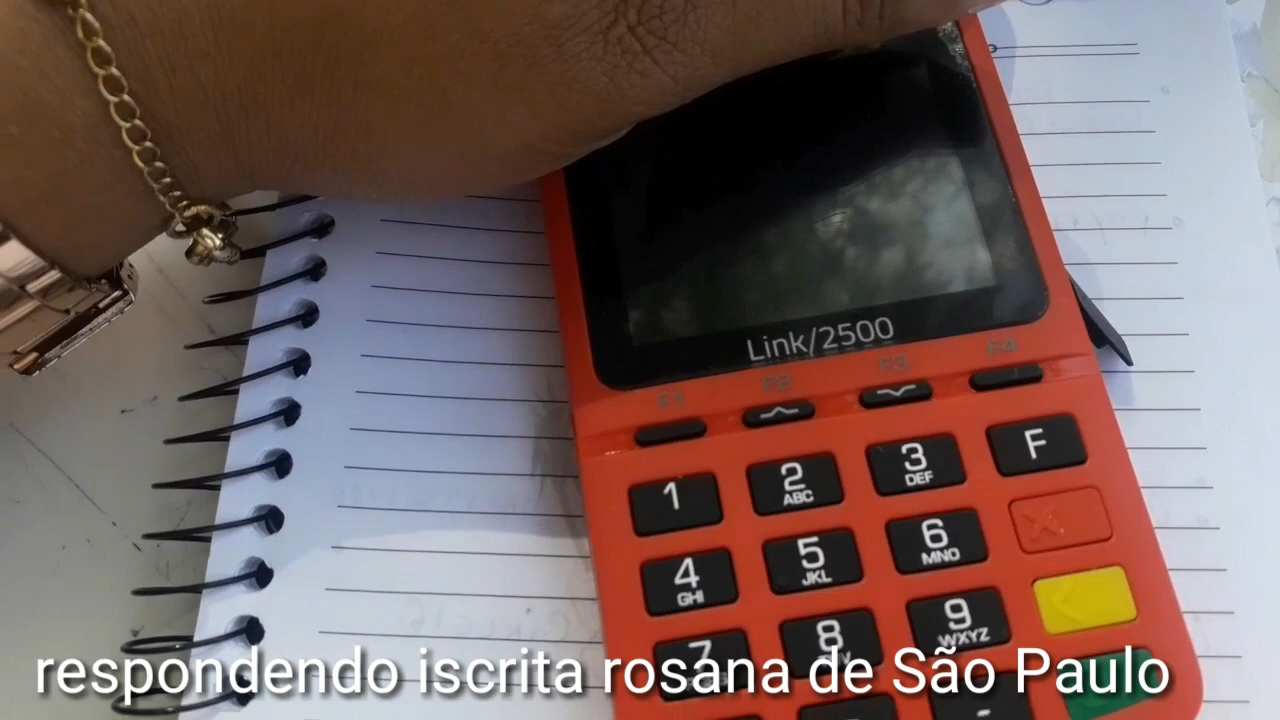 Link/2500
F1 F2 F3 F4
1 2 ABC 3 DEF F
4 GHI 5 JKL 6 MNO
7 8 9 WXYZ
respondendo iscrita rosana de São Paulo